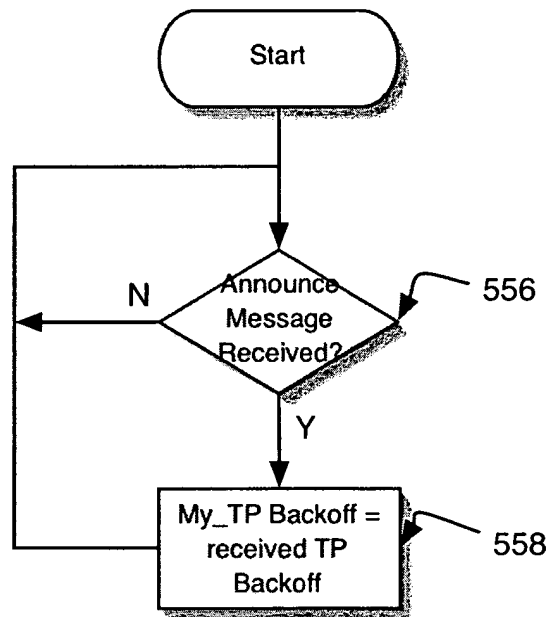 Start
N
Announce
Message
Received?
556
Y
My_TP Backoff =
received TP
Backoff
558